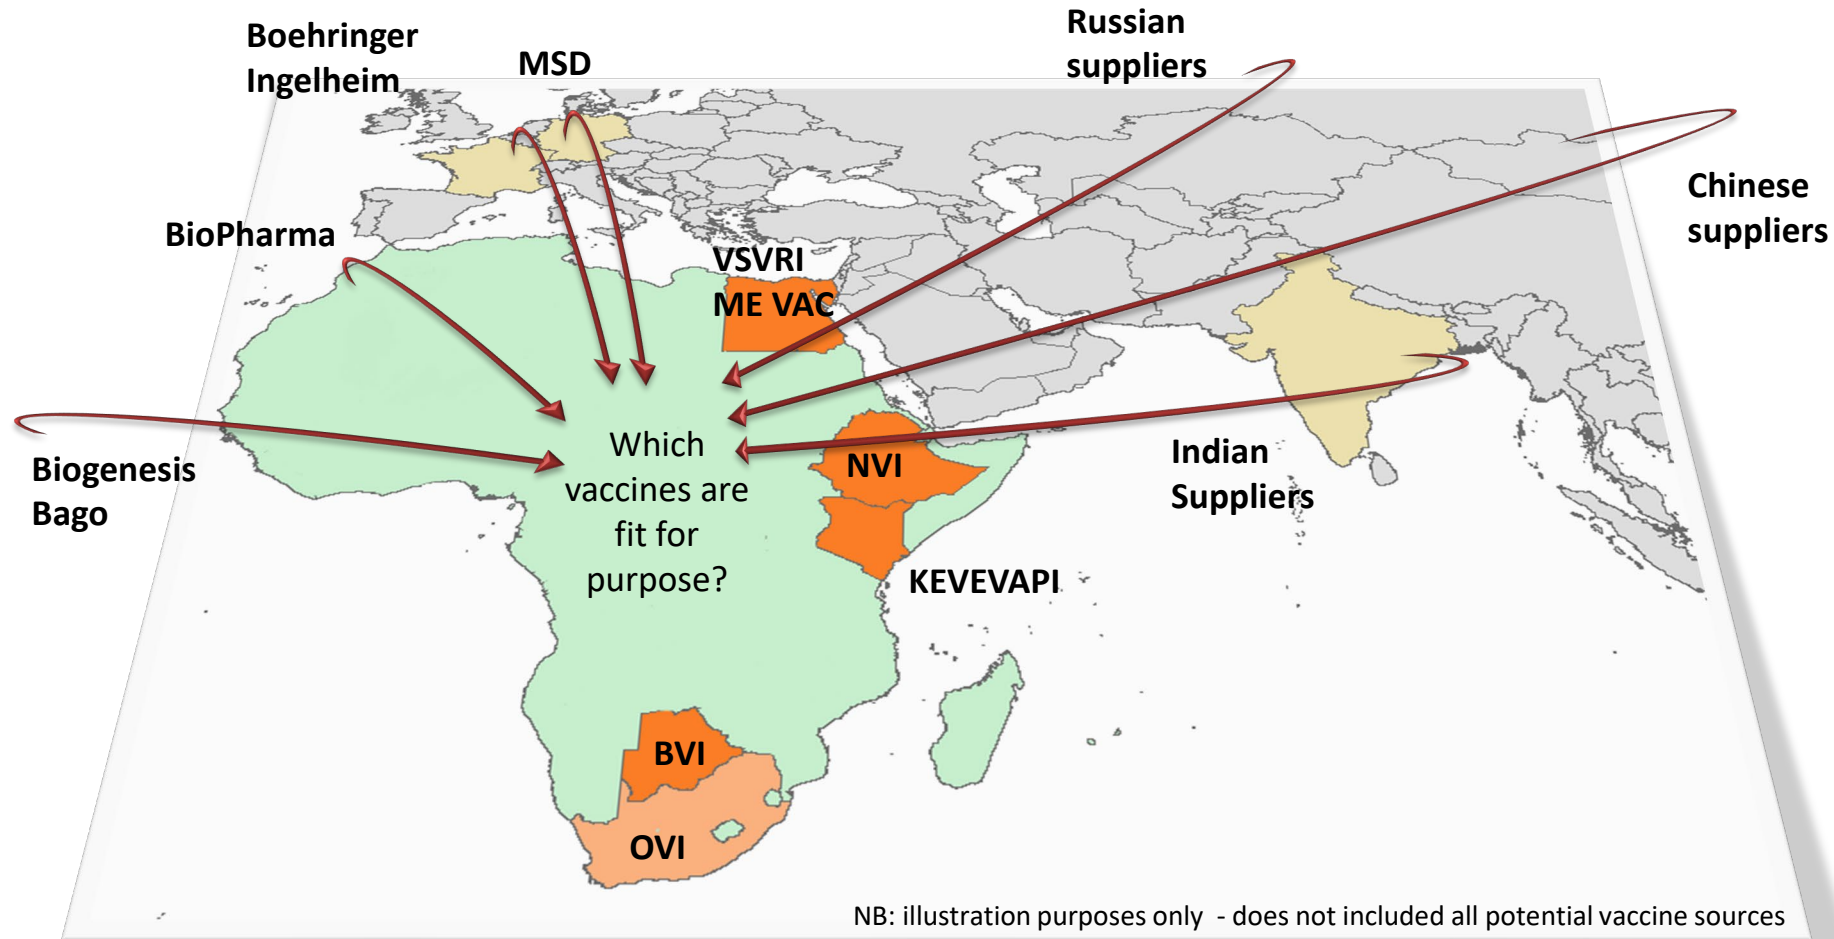 Boehringer
Ingelheim
MSD
Russian
suppliers
Chinese
suppliers
BioPharma
VSVRI
ME VAC
Biogenesis
Bago
Which
vaccines are
fit for
purpose?
NVI
Indian
Suppliers
KEVEVAPI
BVI
OVI
NB: illustration purposes only - does not included all potential vaccine sources